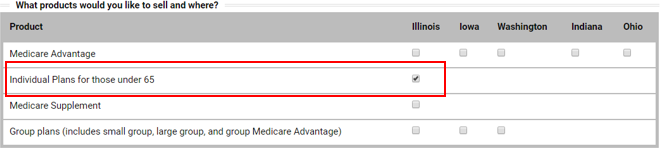 What products would you like to sell and where?
Product Illinois Iowa Washington Indiana Ohio
Medicare Advantage
Individual Plans for those under 65
Medicare Supplement
Group plans (includes small group, large group, and group Medicare Advantage)